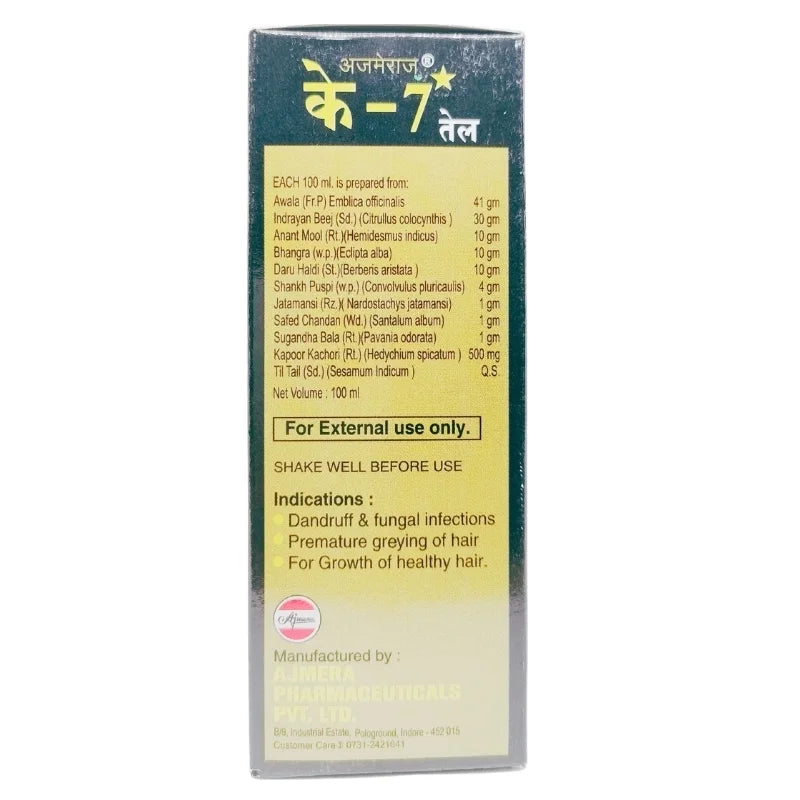 अजमेराज्® 
के - 7 तेल
EACH 100 ml. is prepared from:
Awala (Fr.P) Emblica officinalis 41 gm
Indrayan Beej (Sd.) (Citrullus colocynthis ) 30 gm
Anant Mool (Rt.)(Hemidesmus indicus) 10 gm
Bhangra (w.p.)(Eclipta alba) 10 gm
Daru Haldi (St.)(Berberis aristata ) 10 gm
Shankh Puspi (w.p.) (Convolvulus pluricaulis) 4 gm
Jatamansi (Rz.)( Nardostachys jatamansi) 1 gm
Safed Chandan (Wd.) (Santalum album) 1 gm
Sugandha Bala (Rt.)(Pavania odorata) 1 gm
Kapoor Kachori (Rt.) (Hedychium spicatum ) 500 mg
Til Tail (Sd.) (Sesamum Indicum ) Q.S.
Net Volume : 100 ml
For External use only.
SHAKE WELL BEFORE USE
Indications :
Dandruff & fungal infections
Premature greying of hair
For Growth of healthy hair.
Ajmera
Manufactured by :
AJMERA
PHARMACEUTICALS
PVT. LTD.
8/9, Industrial Estate, Pologround, Indore - 452 015
Customer Care : 0731-2421041